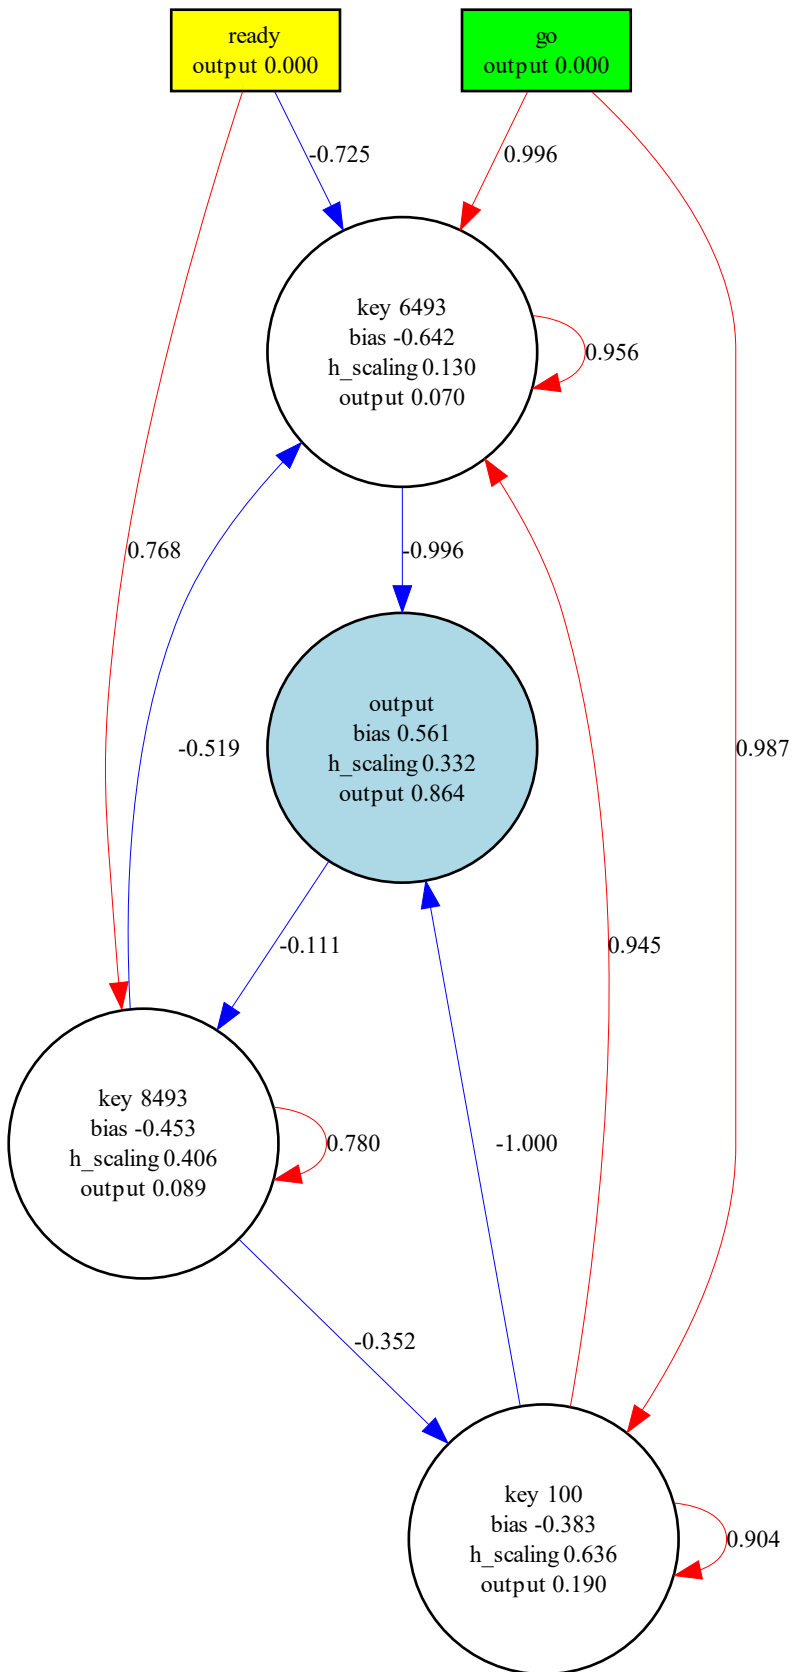 ready
output 0.000
go
output 0.000
-0.725
0.996
key 6493
bias -0.642
h_scaling 0.130
output 0.070
0.956
0.768
-0.996
-0.519
output
bias 0.561
h_scaling 0.332
output 0.864
0.987
-0.111
0.945
key 8493
bias -0.453
h_scaling 0.406
output 0.089
0.780
-1.000
-0.352
key 100
bias -0.383
h_scaling 0.636
output 0.190
0.904